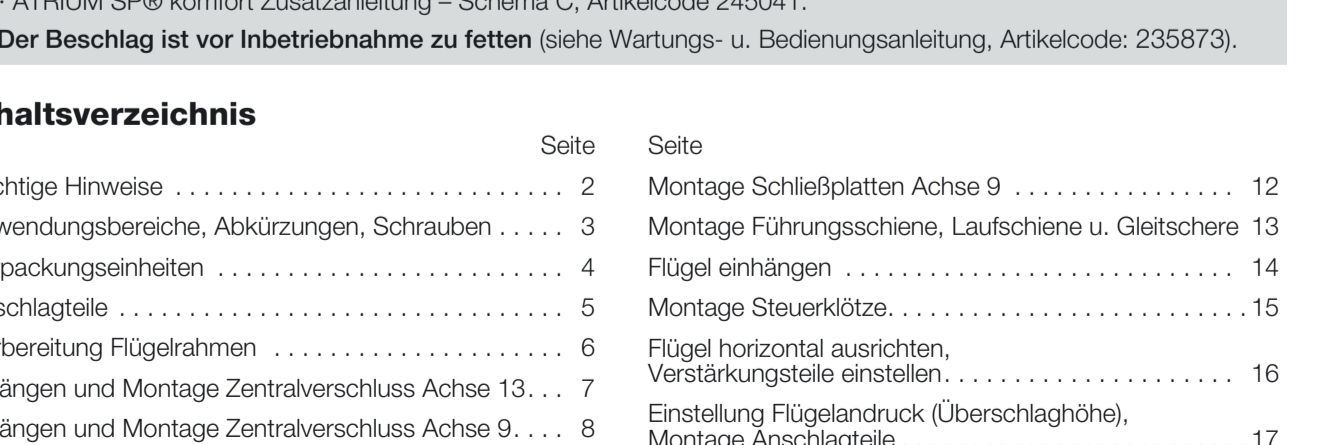 · ATRIUM SP® komfort Zusatzanleitung – Schema C, Artikelcode 245041.
Der Beschlag ist vor Inbetriebnahme zu fetten (siehe Wartungs- u. Bedienungsanleitung, Artikelcode: 235873).
haltsverzeichnis
Seite
chtige Hinweise . . . . . . . . . . . . . . . . . . . . . . . . . . . . 2
wendungsbereiche, Abkürzungen, Schrauben . . . . . 3
rpackungseinheiten . . . . . . . . . . . . . . . . . . . . . . . . . 4
schlagteile . . . . . . . . . . . . . . . . . . . . . . . . . . . . . . . . 5
rbereitung Flügelrahmen . . . . . . . . . . . . . . . . . . . . . 6
ängen und Montage Zentralverschluss Achse 13. . . 7
ängen und Montage Zentralverschluss Achse 9. . . . 8
Seite
Montage Schließplatten Achse 9 . . . . . . . . . . . . . . . . 12
Montage Führungsschiene, Laufschiene u. Gleitschere 13
Flügel einhängen . . . . . . . . . . . . . . . . . . . . . . . . . . . . 14
Montage Steuerklötze. . . . . . . . . . . . . . . . . . . . . . . . . . 15
Flügel horizontal ausrichten,
Verstärkungsteile einstellen. . . . . . . . . . . . . . . . . . . . . 16
Einstellung Flügelandruck (Überschlaghöhe),
Montage Anschlagteile . . . . . . . . . . . . . . . . . . . . . . . . 17